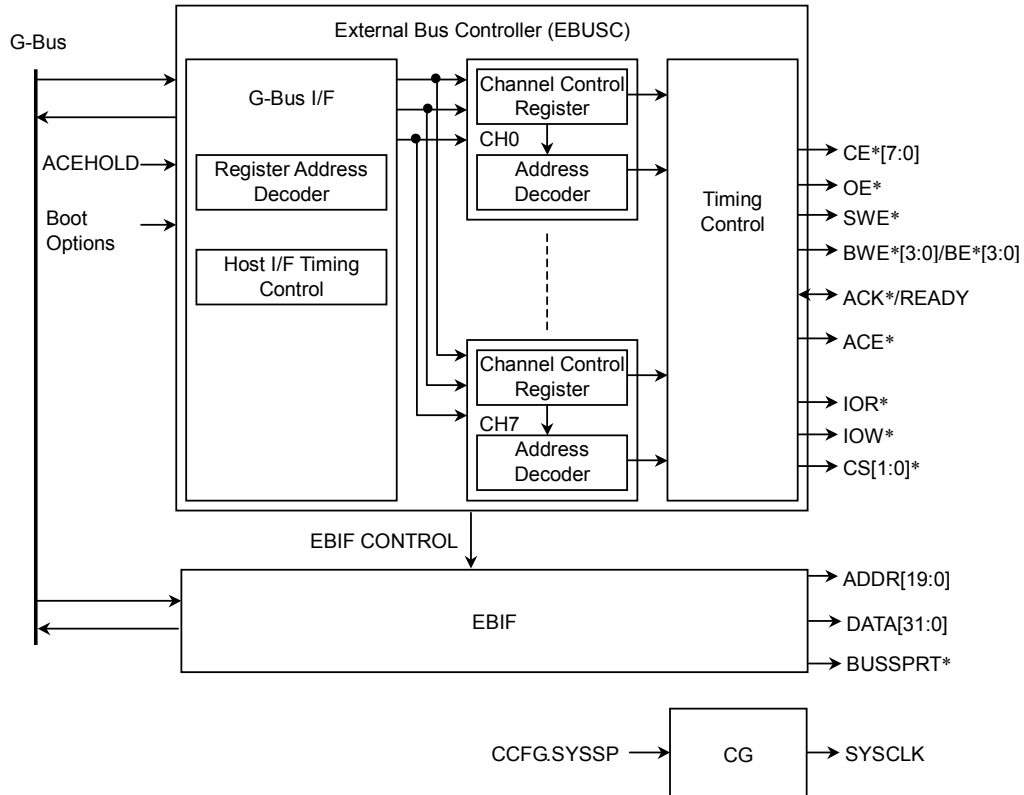 External Bus Controller (EBUSC)
G-Bus
G-Bus I/F
ACEHOLD
Register Address
Decoder
Boot
Options
Host I/F Timing
Control
Channel Control
Register
CH0
Address
Decoder
Channel Control
Register
CH7
Address
Decoder
Timing
Control
CE*[7:0]
OE*
SWE*
BWE*[3:0]/BE*[3:0]
ACK*/READY
ACE*
IOR*
IOW*
CS[1:0]*
EBIF CONTROL
EBIF
ADDR[19:0]
DATA[31:0]
BUSSPRT*
CCFG.SYSSP
CG
SYSCLK